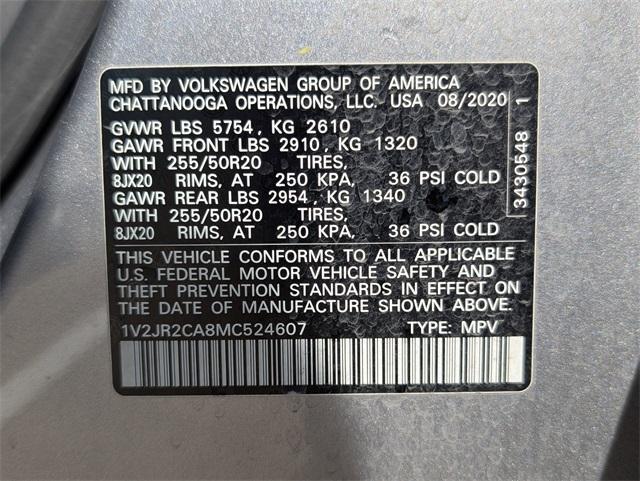 MFD BY VOLKSWAGEN GROUP OF AMERICA
CHATTANOOGA OPERATIONS, LLC. USA 08/2020
GVWR LBS 5754, KG 2610
GAWR FRONT LBS 2910, KG 1320
WITH 255/50R20 TIRES,
8JX20 RIMS, AT 250 KPA, 36 PSI COLD
GAWR REAR LBS 2954, KG 1340
WITH 255/50R20 TIRES,
8JX20 RIMS, AT 250 KPA, 36 PSI COLD
3430548 1
THIS VEHICLE CONFORMS TO ALL APPLICABLE
U.S. FEDERAL MOTOR VEHICLE SAFETY AND
THEFT PREVENTION STANDARDS IN EFFECT ON
THE DATE OF MANUFACTURE SHOWN ABOVE.
1V2JR2CA8MC524607 TYPE: MPV